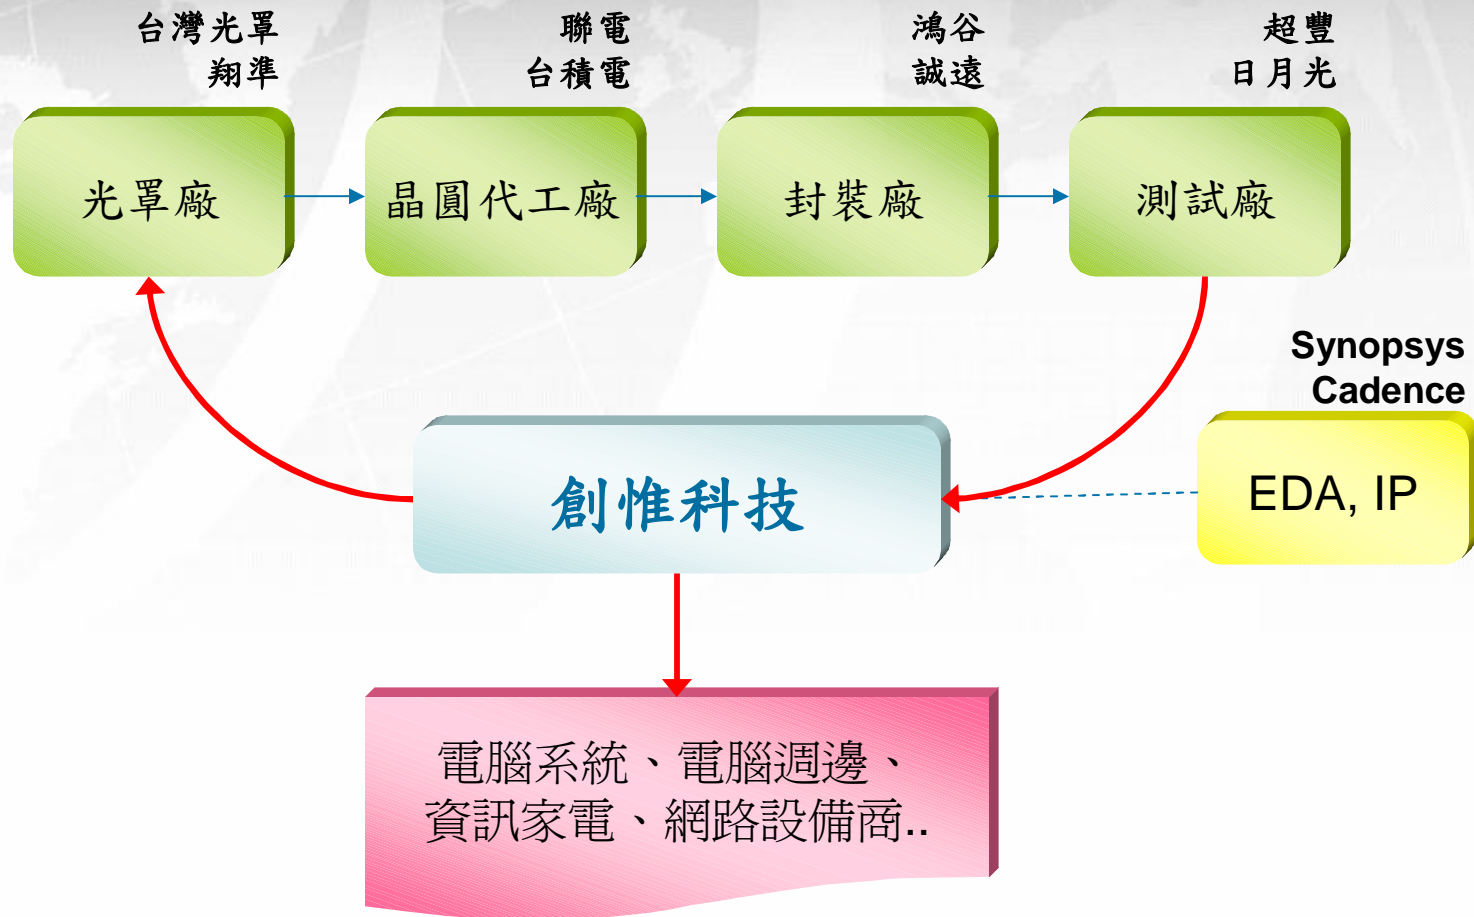 台灣光罩
翔準
聯電
台積電
鴻谷
誠遠
超豐
日月光
光罩廠
晶圓代工廠
封裝廠
測試廠
Synopsys
Cadence
創惟科技
EDA, IP
電腦系統、電腦週邊、
資訊家電、網路設備商..